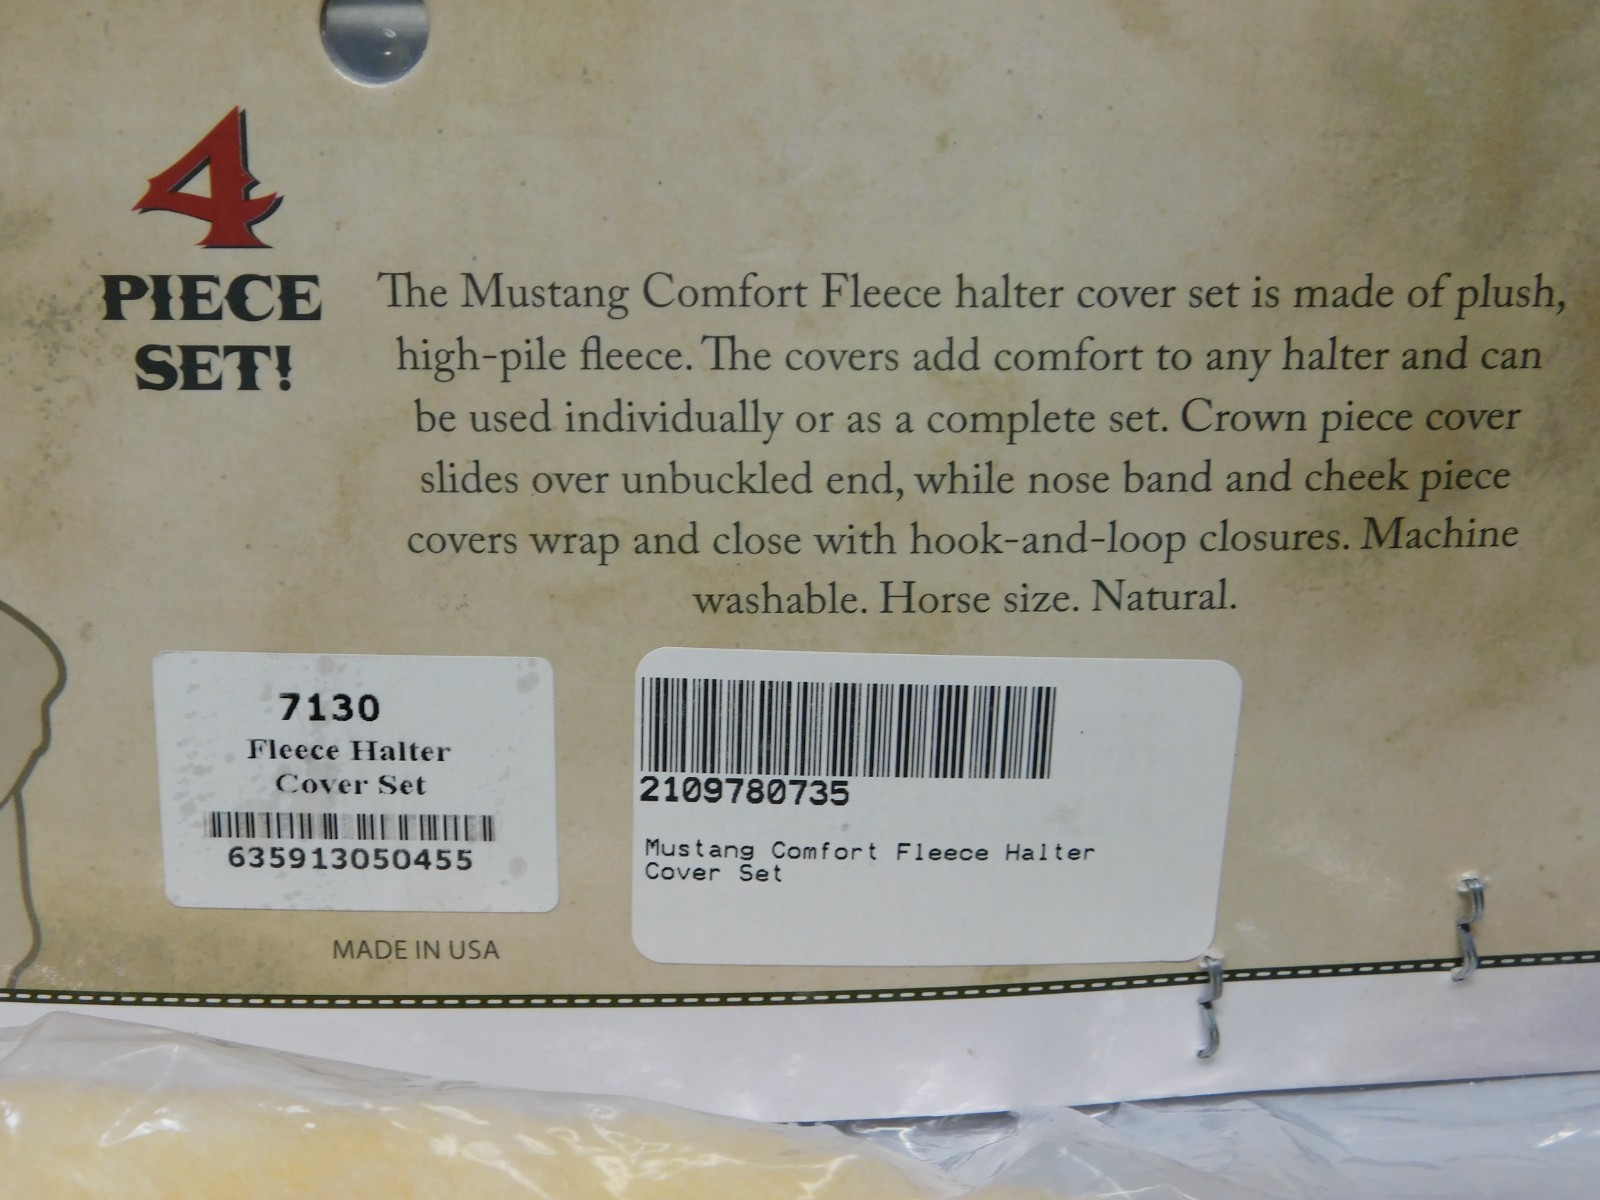 4
PIECE
SET!
The Mustang Comfort Fleece halter cover set is made of plush,
high-pile fleece. The covers add comfort to any halter and can
be used individually or as a complete set. Crown piece cover
slides over unbuckled end, while nose band and cheek piece
covers wrap and close with hook-and-loop closures. Machine
washable. Horse size. Natural.
7130
Fleece Halter
Cover Set
635913050455
MADE IN USA
2109780735
Mustang Comfort Fleece Halter
Cover Set